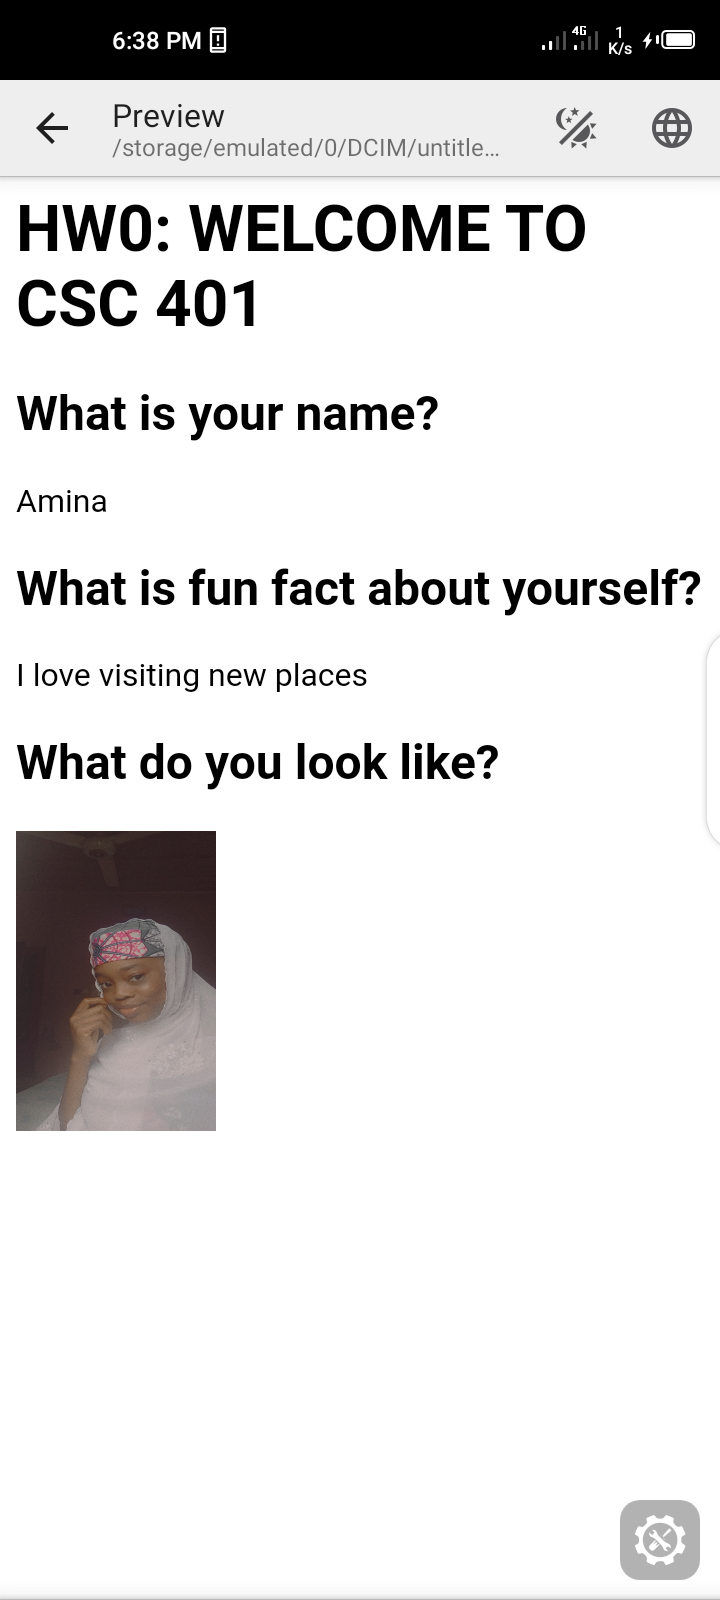 6:38 PM
4G
1
K/s
Preview
/storage/emulated/0/DCIM/untitle...
HW0: WELCOME TO
CSC 401
What is your name?
Amina
What is fun fact about yourself?
I love visiting new places
What do you look like?